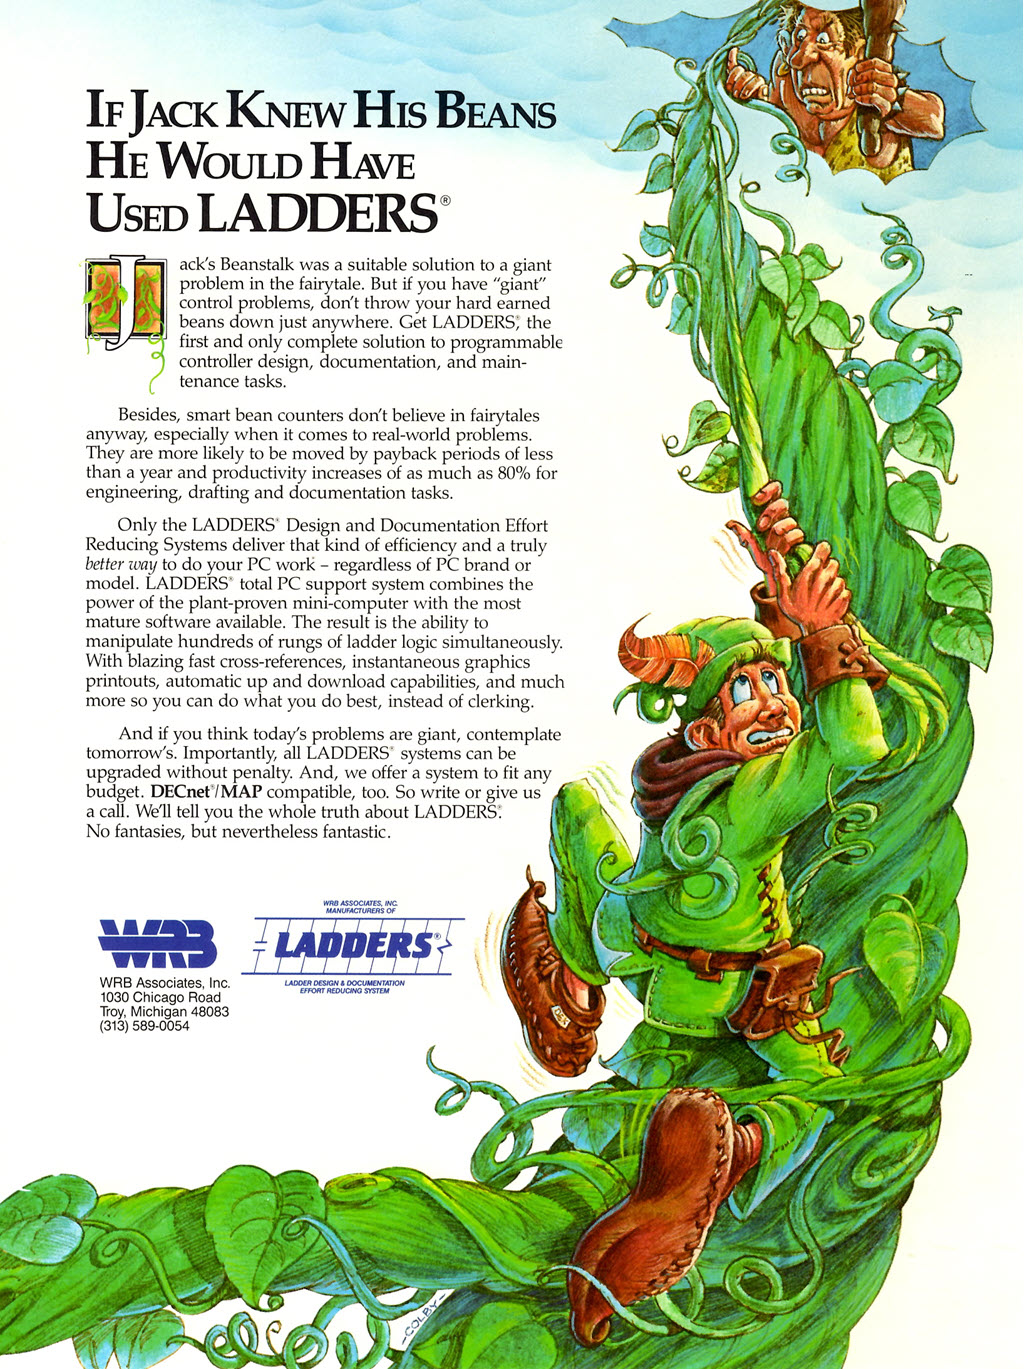 IF JACK KNEW HIS BEANS
HE WOULD HAVE
USED LADDERS®
Jack's Beanstalk was a suitable solution to a giant
problem in the fairytale. But if you have "giant"
control problems, don't throw your hard earned
beans down just anywhere. Get LADDERS®, the
first and only complete solution to programmable
controller design, documentation, and main-
tenance tasks.
Besides, smart bean counters don't believe in fairytales
anyway, especially when it comes to real-world problems.
They are more likely to be moved by payback periods of less
than a year and productivity increases of as much as 80% for
engineering, drafting and documentation tasks.
Only the LADDERS® Design and Documentation Effort
Reducing Systems deliver that kind of efficiency and a truly
better way to do your PC work – regardless of PC brand or
model. LADDERS® total PC support system combines the
power of the plant-proven mini-computer with the most
mature software available. The result is the ability to
manipulate hundreds of rungs of ladder logic simultaneously.
With blazing fast cross-references, instantaneous graphics
printouts, automatic up and download capabilities, and much
more so you can do what you do best, instead of clerking.
And if you think today's problems are giant, contemplate
tomorrow's. Importantly, all LADDERS® systems can be
upgraded without penalty. And, we offer a system to fit any
budget. DECnet®/MAP compatible, too. So write or give us
a call. We'll tell you the whole truth about LADDERS®.
No fantasies, but nevertheless fantastic.
WRB
WRB Associates, Inc.
1030 Chicago Road
Troy, Michigan 48083
(313) 589-0054
WRB ASSOCIATES, INC.
MANUFACTURERS OF
LADDERS®
LADDER DESIGN & DOCUMENTATION
EFFORT REDUCING SYSTEM
-COLBY-